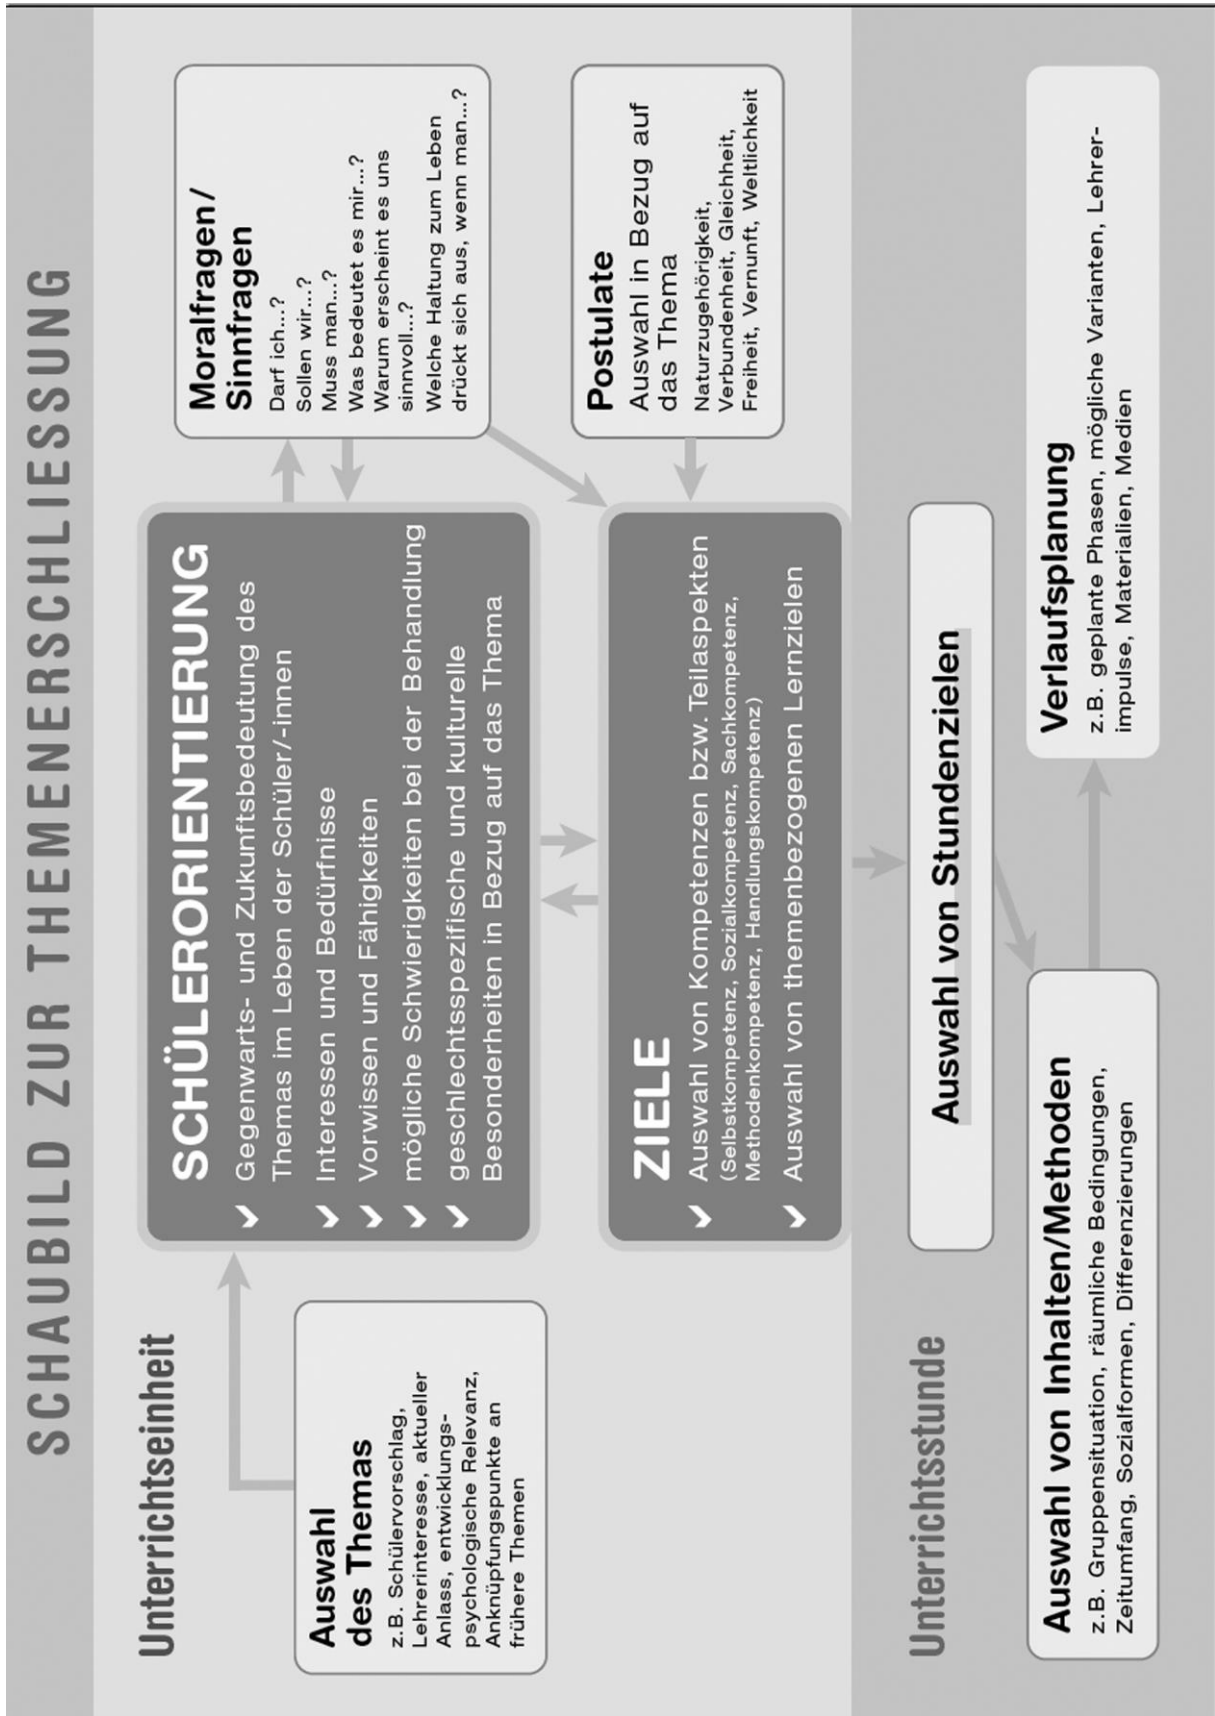 SCHAUBILD ZUR THEMENERSCHLIESSUNG
Unterrichtseinheit
Auswahl
des Themas
z.B. Schülervorschlag,
Lehrerinteresse, aktueller
Anlass, entwicklungs-
psychologische Relevanz,
Anknüpfungspunkte an
frühere Themen
SCHÜLERORIENTIERUNG
Gegenwarts- und Zukunftsbedeutung des
Themas im Leben der Schüler/-innen
Interessen und Bedürfnisse
Vorwissen und Fähigkeiten
mögliche Schwierigkeiten bei der Behandlung
geschlechtsspezifische und kulturelle
Besonderheiten in Bezug auf das Thema
Moralfragen/
Sinnfragen
Darf ich...?
Sollen wir...?
Muss man...?
Was bedeutet es mir...?
Warum erscheint es uns
sinnvoll...?
Welche Haltung zum Leben
drückt sich aus, wenn man...?
ZIELE
Auswahl von Kompetenzen bzw. Teilaspekten
(Selbstkompetenz, Sozialkompetenz, Sachkompetenz,
Methodenkompetenz, Handlungskompetenz)
Auswahl von themenbezogenen Lernzielen
Postulate
Auswahl in Bezug auf
das Thema
Naturzugehörigkeit,
Verbundenheit, Gleichheit,
Freiheit, Vernunft, Weltlichkeit
Unterrichtsstunde
Auswahl von Stundenzielen
Auswahl von Inhalten/Methoden
z.B. Gruppensituation, räumliche Bedingungen,
Zeitumfang, Sozialformen, Differenzierungen
Verlaufsplanung
z.B. geplante Phasen, mögliche Varianten, Lehrer-
impulse, Materialien, Medien